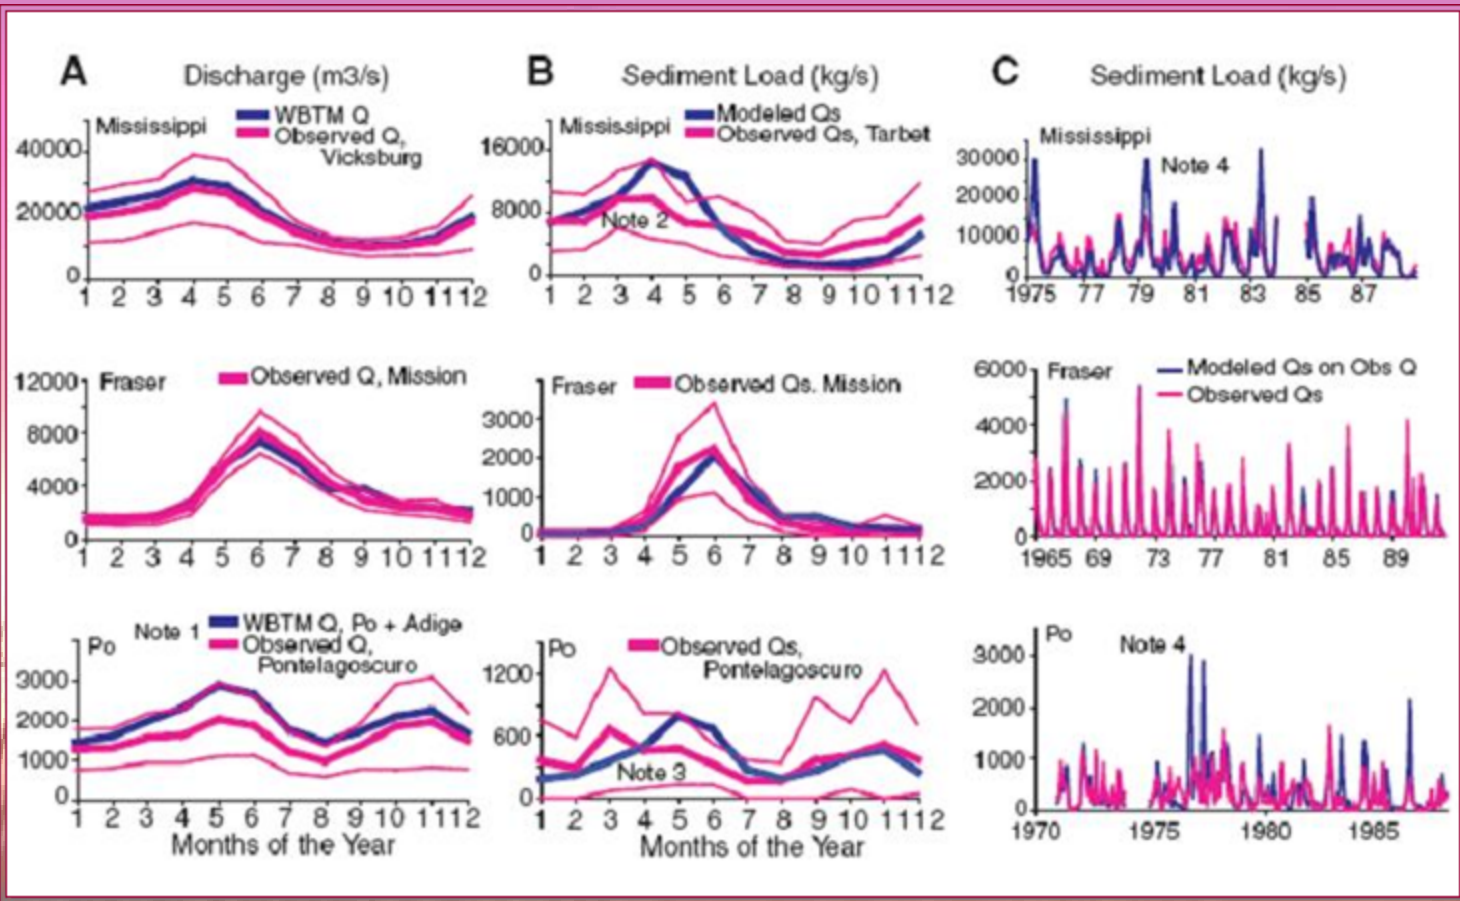 A Discharge (m3/s)
Mississippi
WBTM Q
Observed Q,
Vicksburg
40000
20000
0
1 2 3 4 5 6 7 8 9 10 11 12
B Sediment Load (kg/s)
Mississippi
Modeled Qs
Observed Qs, Tarbet
16000
8000
0
Note 2
1 2 3 4 5 6 7 8 9 10 11 12
C Sediment Load (kg/s)
Mississippi
Note 4
30000
20000
10000
0
1975 77 79 81 83 85 87
Fraser
Observed Q, Mission
12000
8000
4000
0
1 2 3 4 5 6 7 8 9 10 11 12
Fraser
Observed Qs. Mission
3000
2000
1000
0
1 2 3 4 5 6 7 8 9 10 11 12
Fraser
Modeled Qs on Obs Q
Observed Qs
6000
4000
2000
0
1965 69 73 77 81 85 89
Po
Note 1
WBTM Q, Po + Adige
Observed Q,
Pontelagoscuro
3000
2000
1000
0
1 2 3 4 5 6 7 8 9 10 11 12
Months of the Year
Po
Observed Qs,
Pontelagoscuro
1200
600
0
Note 3
1 2 3 4 5 6 7 8 9 10 11 12
Months of the Year
Po
Note 4
3000
2000
1000
0
1970 1975 1980 1985